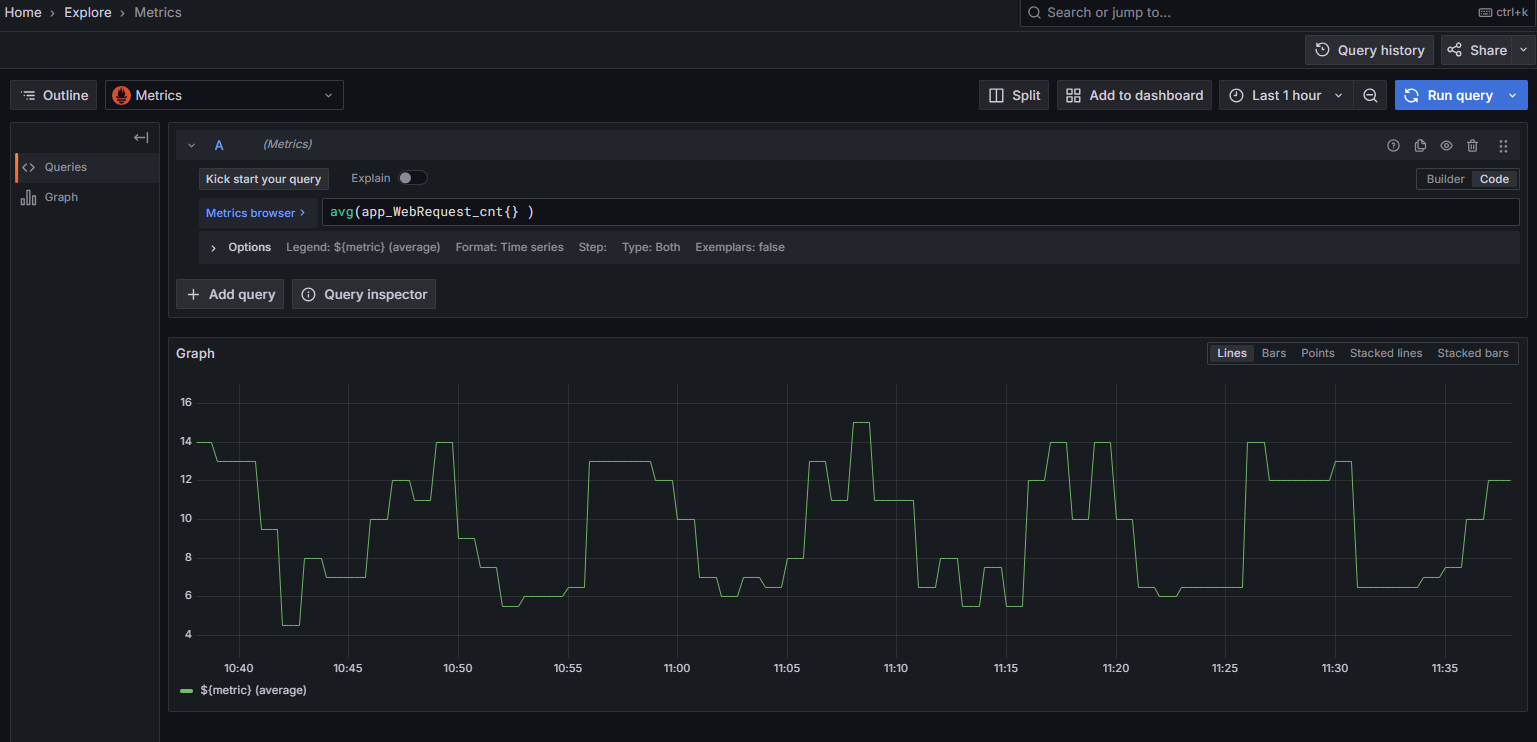 Home › Explore › Metrics
Search or jump to...
ctrl+k
Query history
Share
Outline
Metrics
Split
Add to dashboard
Last 1 hour
Run query
Queries
Graph
A
(Metrics)
Kick start your query
Explain
Builder
Code
Metrics browser >
avg(app_WebRequest_cnt{} )
Options
Legend: ${metric} (average)
Format: Time series
Step:
Type: Both
Exemplars: false
+ Add query
Query inspector
Graph
Lines
Bars
Points
Stacked lines
Stacked bars
16
14
12
10
8
6
4
10:40
10:45
10:50
10:55
11:00
11:05
11:10
11:15
11:20
11:25
11:30
11:35
${metric} (average)